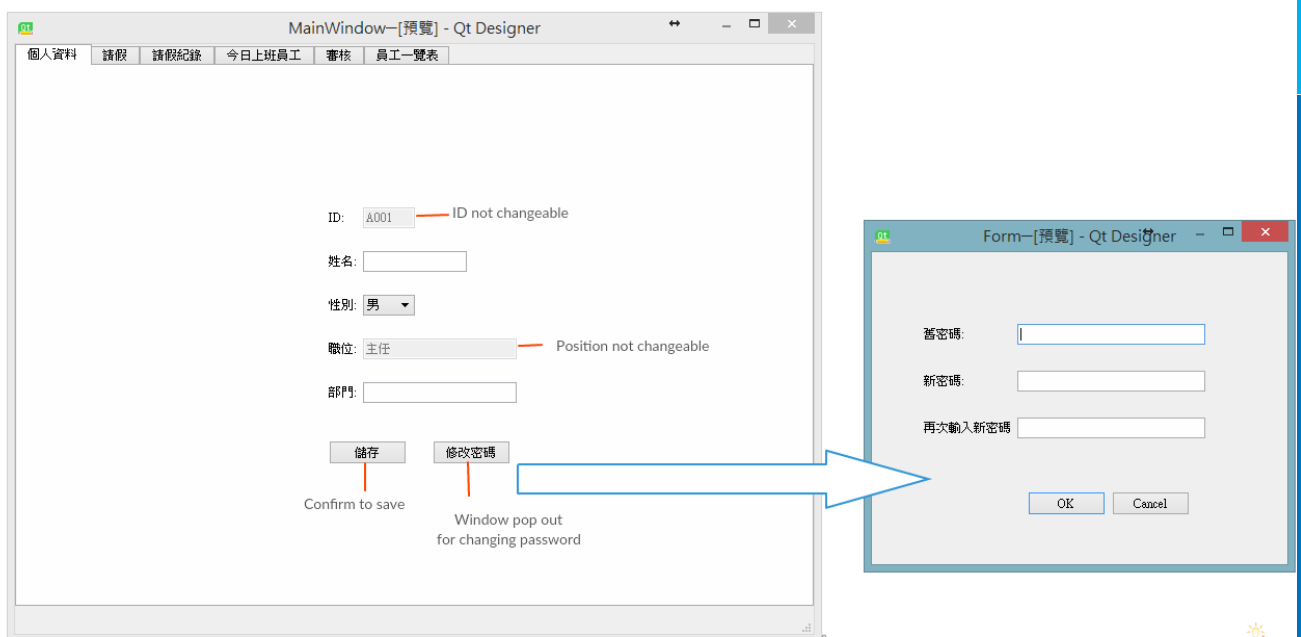 MainWindow─[預覽] - Qt Designer
個人資料 請假 請假紀錄 今日上班員工 審核 員工一覽表
ID: A001 ID not changeable
姓名:
性別: 男
職位: 主任 Position not changeable
部門:
儲存 修改密碼
Confirm to save
Window pop out
for changing password
Form─[預覽] - Qt Designer
舊密碼:
新密碼:
再次輸入新密碼
OK Cancel